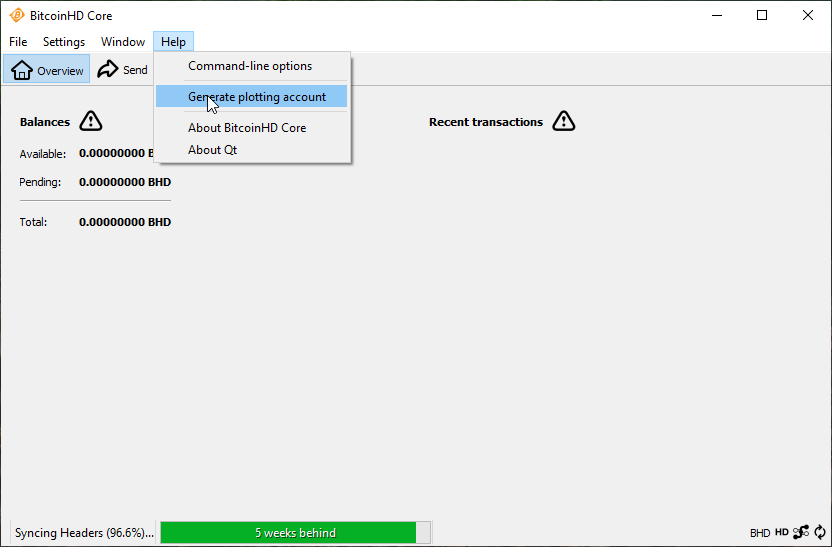 BitcoinHD Core
File Settings Window Help
Command-line options
Overview Send
Generate plotting account
Balances Recent transactions
About BitcoinHD Core
Available: 0.00000000
About Qt
Pending: 0.00000000 BHD
Total: 0.00000000 BHD
Syncing Headers (96.6%)... 5 weeks behind BHD HD